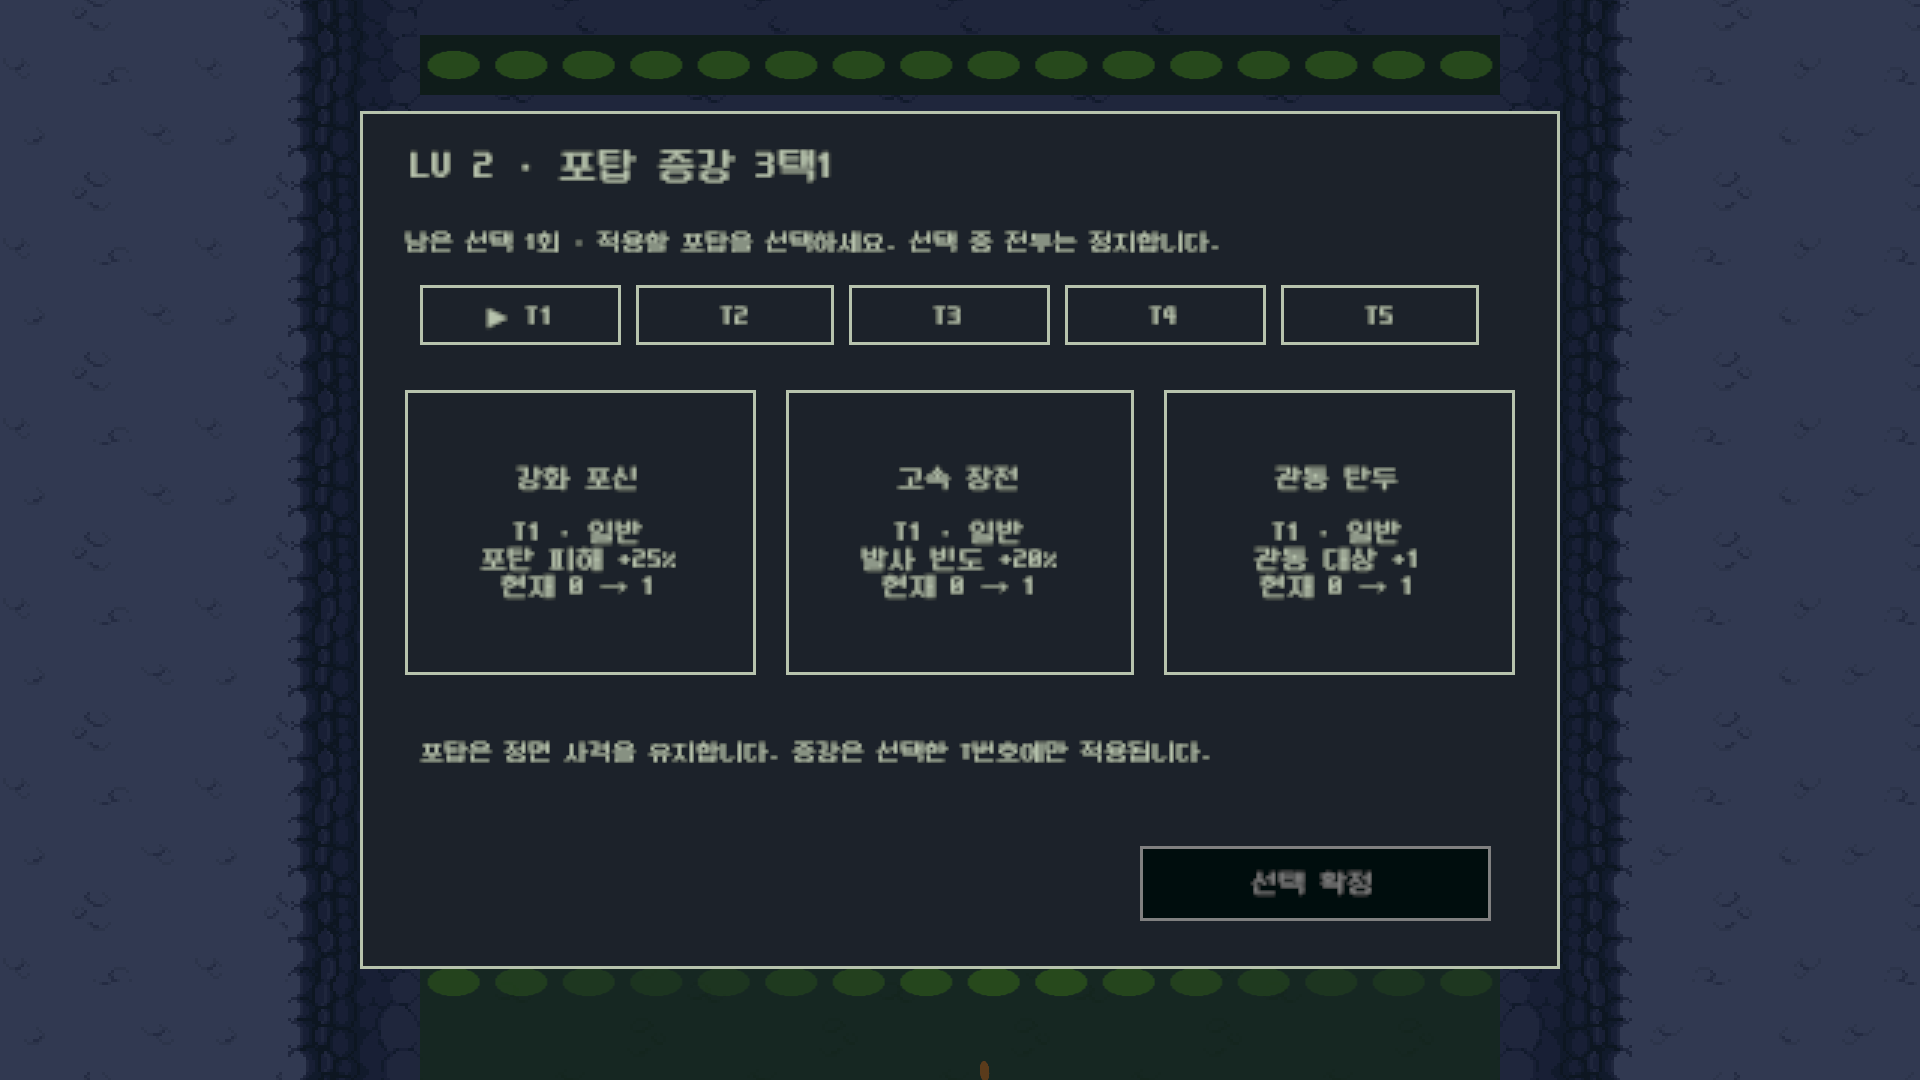 LV 2 · 포탑 증강 3택1
남은 선택 1회 · 적용할 포탑을 선택하세요. 선택 중 전투는 정지합니다.
▶ T1
T2
T3
T4
T5
강화 포신
T1 · 일반
포탄 피해 +25%
현재 0 → 1
고속 장전
T1 · 일반
발사 빈도 +20%
현재 0 → 1
관통 탄두
T1 · 일반
관통 대상 +1
현재 0 → 1
포탑은 정면 사격을 유지합니다. 증강은 선택한 T번호에만 적용됩니다.
선택 확정